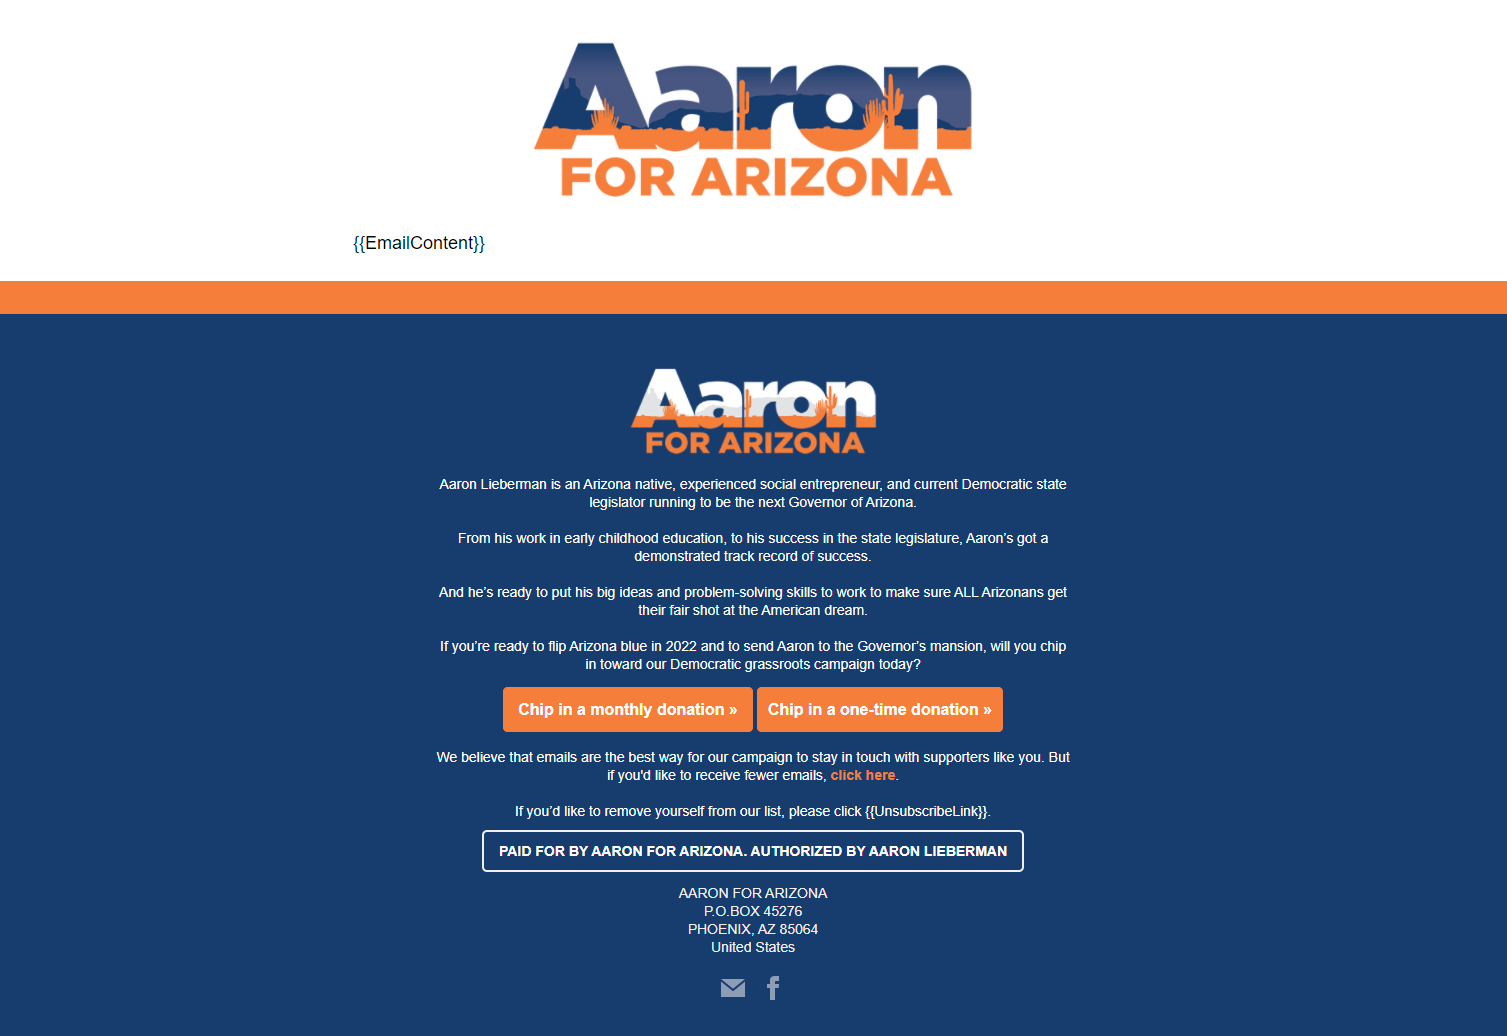 Aaron
FOR ARIZONA
{{EmailContent}}
Aaron
FOR ARIZONA
Aaron Lieberman is an Arizona native, experienced social entrepreneur, and current Democratic state
legislator running to be the next Governor of Arizona.
From his work in early childhood education, to his success in the state legislature, Aaron’s got a
demonstrated track record of success.
And he’s ready to put his big ideas and problem-solving skills to work to make sure ALL Arizonans get
their fair shot at the American dream.
If you’re ready to flip Arizona blue in 2022 and to send Aaron to the Governor’s mansion, will you chip
in toward our Democratic grassroots campaign today?
Chip in a monthly donation » Chip in a one-time donation »
We believe that emails are the best way for our campaign to stay in touch with supporters like you. But
if you'd like to receive fewer emails, click here.
If you’d like to remove yourself from our list, please click {{UnsubscribeLink}}.
PAID FOR BY AARON FOR ARIZONA. AUTHORIZED BY AARON LIEBERMAN
AARON FOR ARIZONA
P.O.BOX 45276
PHOENIX, AZ 85064
United States